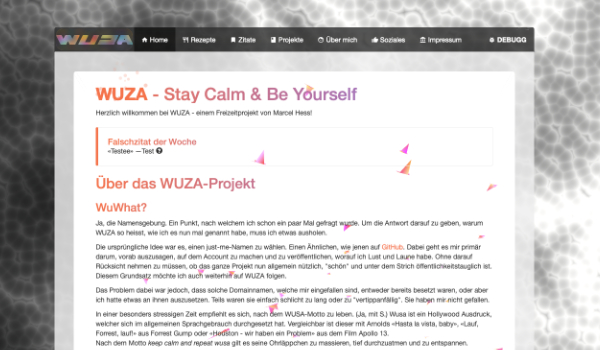 WUZA
Home Rezepte Zitate Projekte Über mich Soziales Impressum DEBUGG
WUZA - Stay Calm & Be Yourself
Herzlich willkommen bei WUZA - einem Freizeitprojekt von Marcel Hess!
Falschzitat der Woche
«Testee» —Test
Über das WUZA-Projekt
WuWhat?
Ja, die Namensgebung. Ein Punkt, nach welchem ich schon ein paar Mal gefragt wurde. Um die Antwort darauf zu geben, warum
WUZA so heisst, wie ich es nun mal genannt habe, muss ich etwas ausholen.
Die ursprüngliche Idee war es, einen just-me-Namen zu wählen. Einen Ähnlichen, wie jenen auf GitHub. Dabei geht es mir primär
darum, vorab auszusagen, auf dem Account zu machen und zu veröffentlichen, worauf ich Lust und Laune habe. Ohne darauf
Rücksicht nehmen zu müssen, ob das ganze Projekt nun allgemein nützlich, "schön" und unter dem Strich öffentlichkeitstauglich ist.
Diesem Grundsatz möchte ich auch weiterhin auf WUZA folgen.
Das Problem dabei war jedoch, dass solche Domainnamen, welche mir eingefallen sind, entweder bereits besetzt waren, oder aber
ich hatte etwas an ihnen auszusetzen. Teils waren sie einfach schlicht zu lang oder zu "vertippanfällig". Sie haben mir nicht gefallen.
In einer besonders stressigen Zeit empfiehlt es sich, nach dem WUSA-Motto zu leben. (Ja, mit S.) Wusa ist ein Hollywood Ausdruck,
welcher sich im allgemeinen Sprachgebrauch durchgesetzt hat. Vergleichbar ist dieser mit Arnolds «Hasta la vista, baby», «Lauf,
Forrest, lauf!» aus Forrest Gump oder «Houston - wir haben ein Problem» aus dem Film Apollo 13.
Nach dem Motto keep calm and repeat wusa gilt es seine Ohrläppchen zu massieren, tief durchzuatmen und zu entspannen.